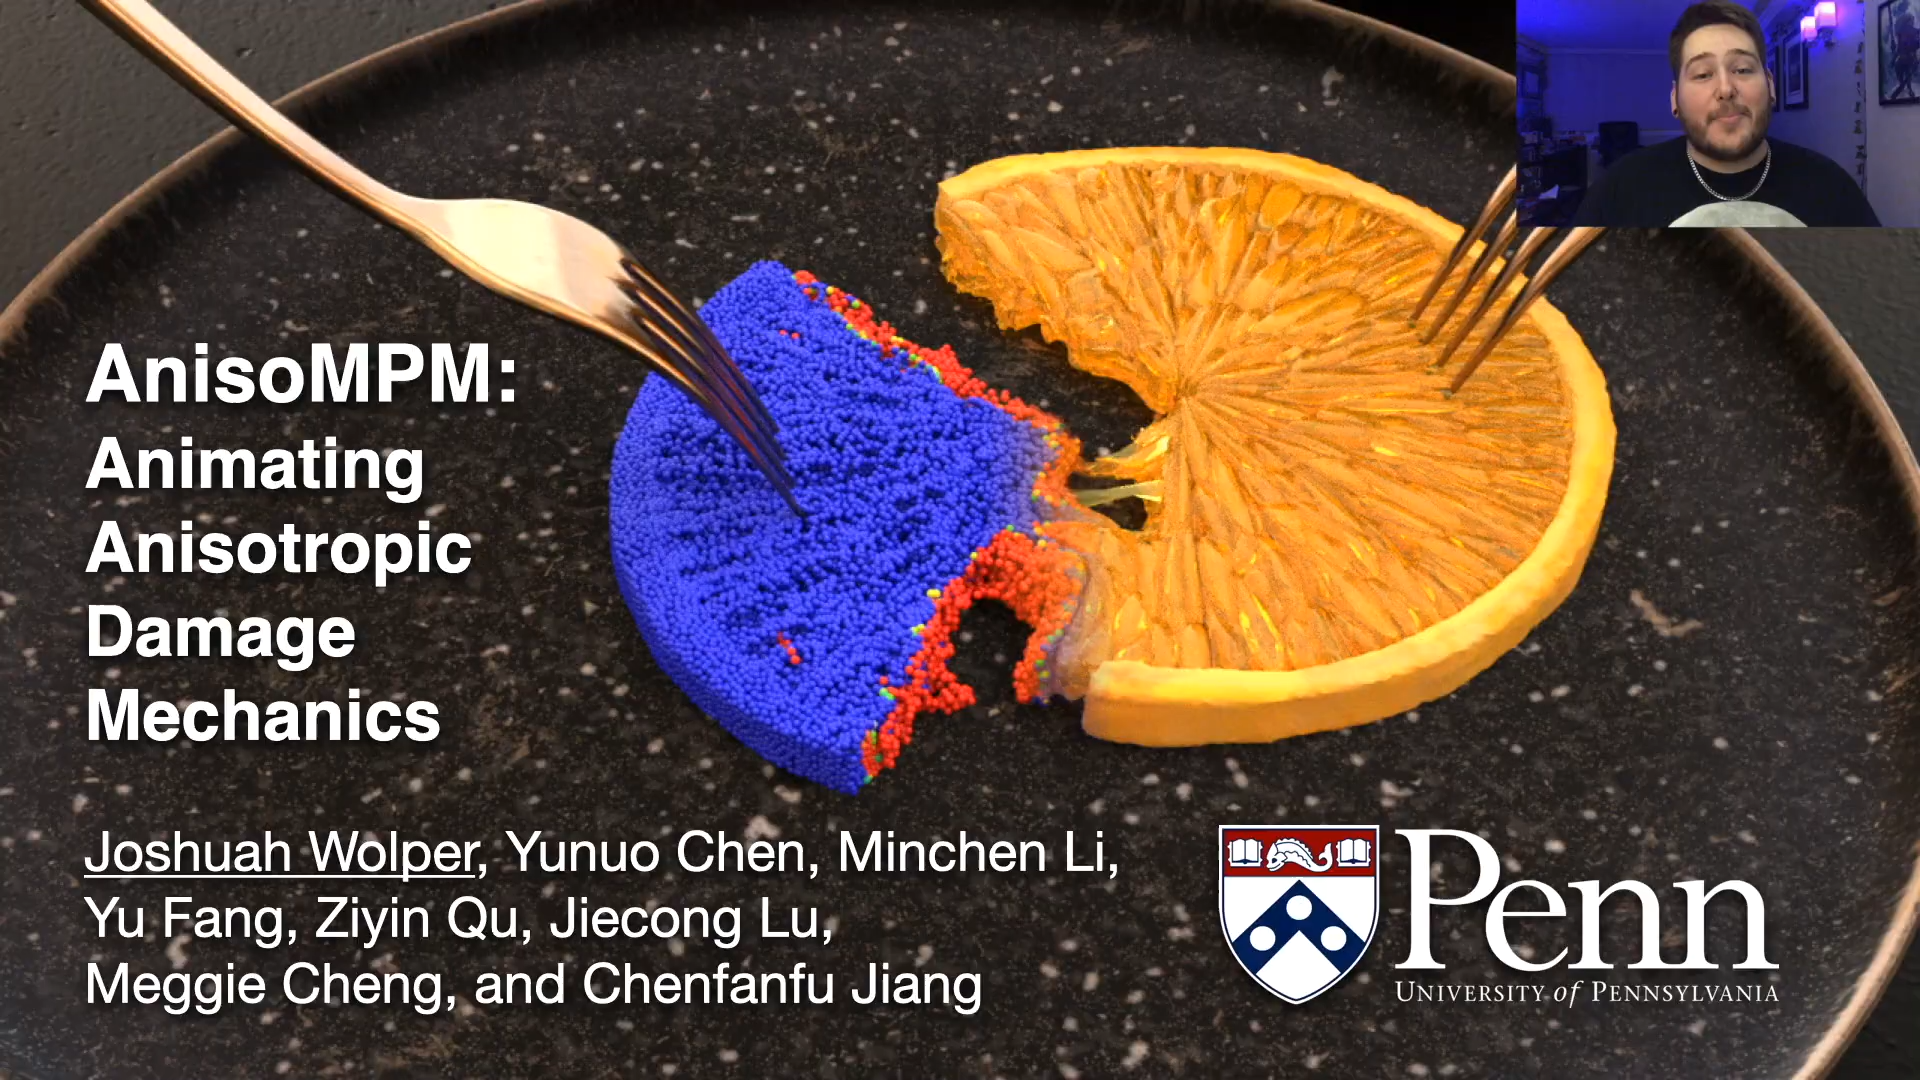 AnisoMPM:
Animating
Anisotropic
Damage
Mechanics
Joshuah Wolper, Yunuo Chen, Minchen Li,
Yu Fang, Ziyin Qu, Jiecong Lu,
Meggie Cheng, and Chenfanfu Jiang
Penn
UNIVERSITY of PENNSYLVANIA